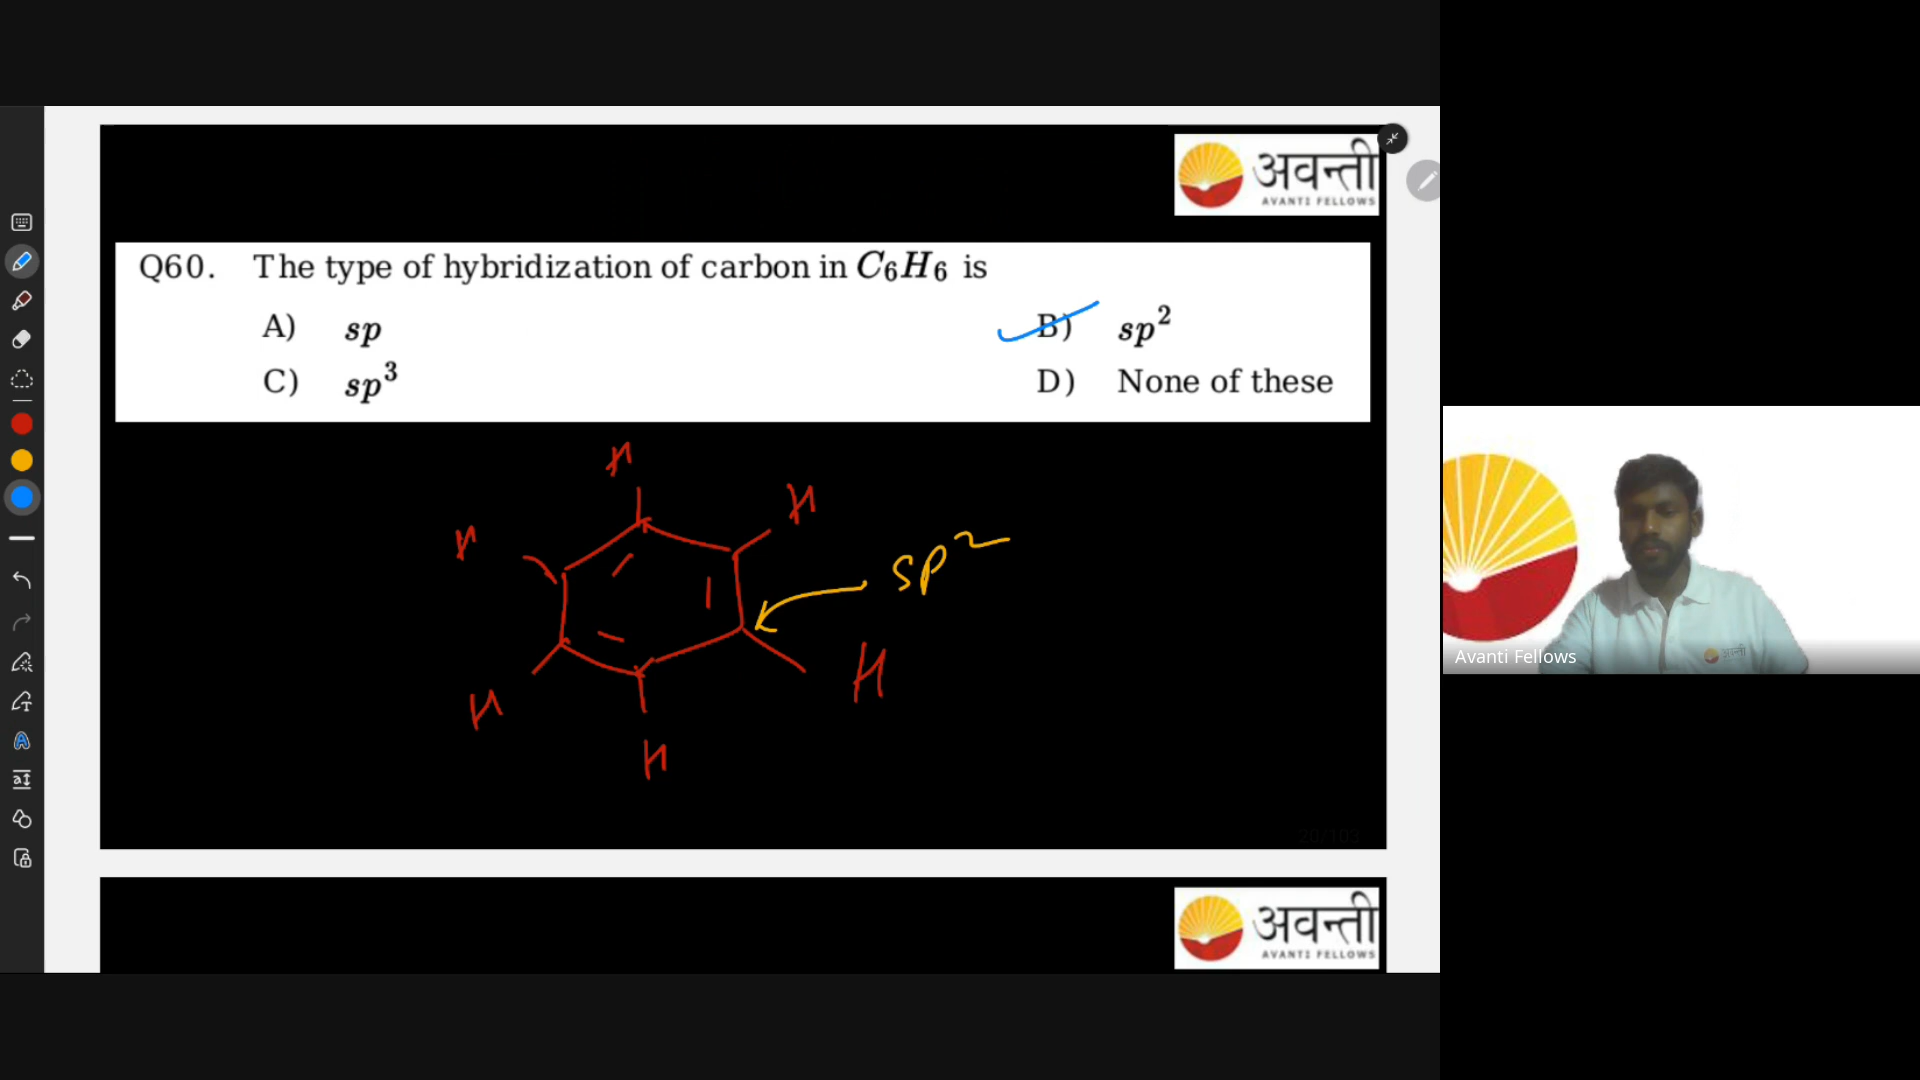 अवन्ती
AVANTI FELLOWS
Q60. The type of hybridization of carbon in C₆H₆ is
A) sp
B) sp²
C) sp³
D) None of these
H
H
H
sp²
H
H
H
Avanti Fellows
अवन्ती
अवन्ती
AVANTI FELLOWS